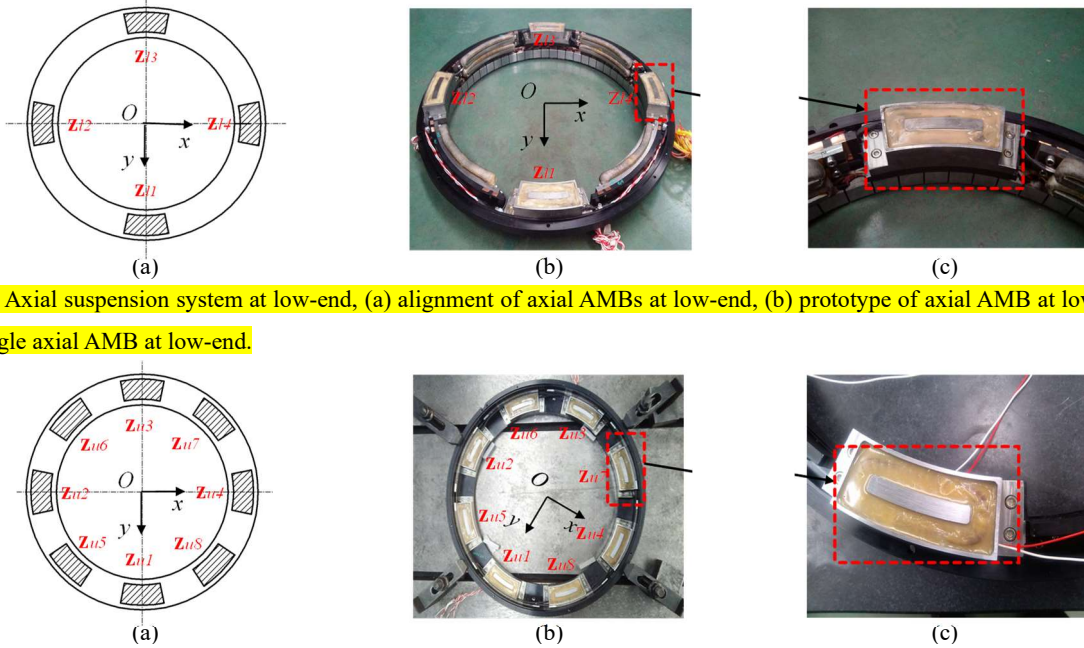 Zl3
Zl2
O
x
Zl4
y
Zl1
Zl3
Zl2
O
x
Zl4
y
Zl1
(a)
(b)
(c)
Axial suspension system at low-end, (a) alignment of axial AMBs at low-end, (b) prototype of axial AMB at low
gle axial AMB at low-end.
Zu3
Zu6
Zu7
O
Zu2
x
Zu4
y
Zu5
Zu8
Zu1
Zu6
Zu3
Zu2
O
Zu
x
y
Zu5
Zu4
Zu1
Zu8
(a)
(b)
(c)